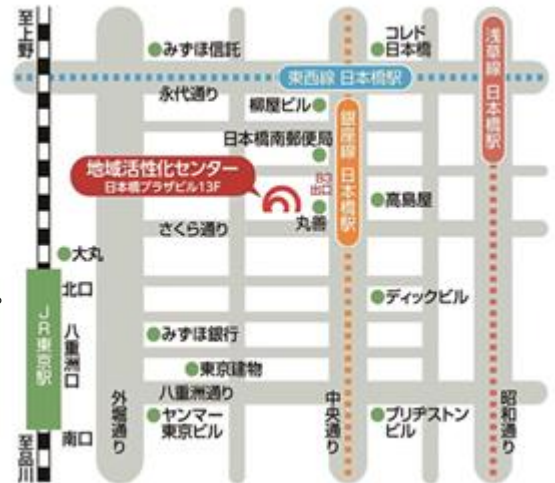 至上野
みずほ信託
コレド
日本橋
浅草線 日本橋駅
東西線 日本橋駅
永代通り
柳屋ビル
銀座線 日本橋駅
日本橋南郵便局
地域活性化センター
日本橋プラザビル13F
出口B3
高島屋
丸善
さくら通り
大丸
北口
ディックビル
JR東京駅
八重洲口
みずほ銀行
東京建物
八重洲通り
外堀通り
中央通り
昭和通り
ヤンマー
東京ビル
ブリヂストン
ビル
南口
至品川